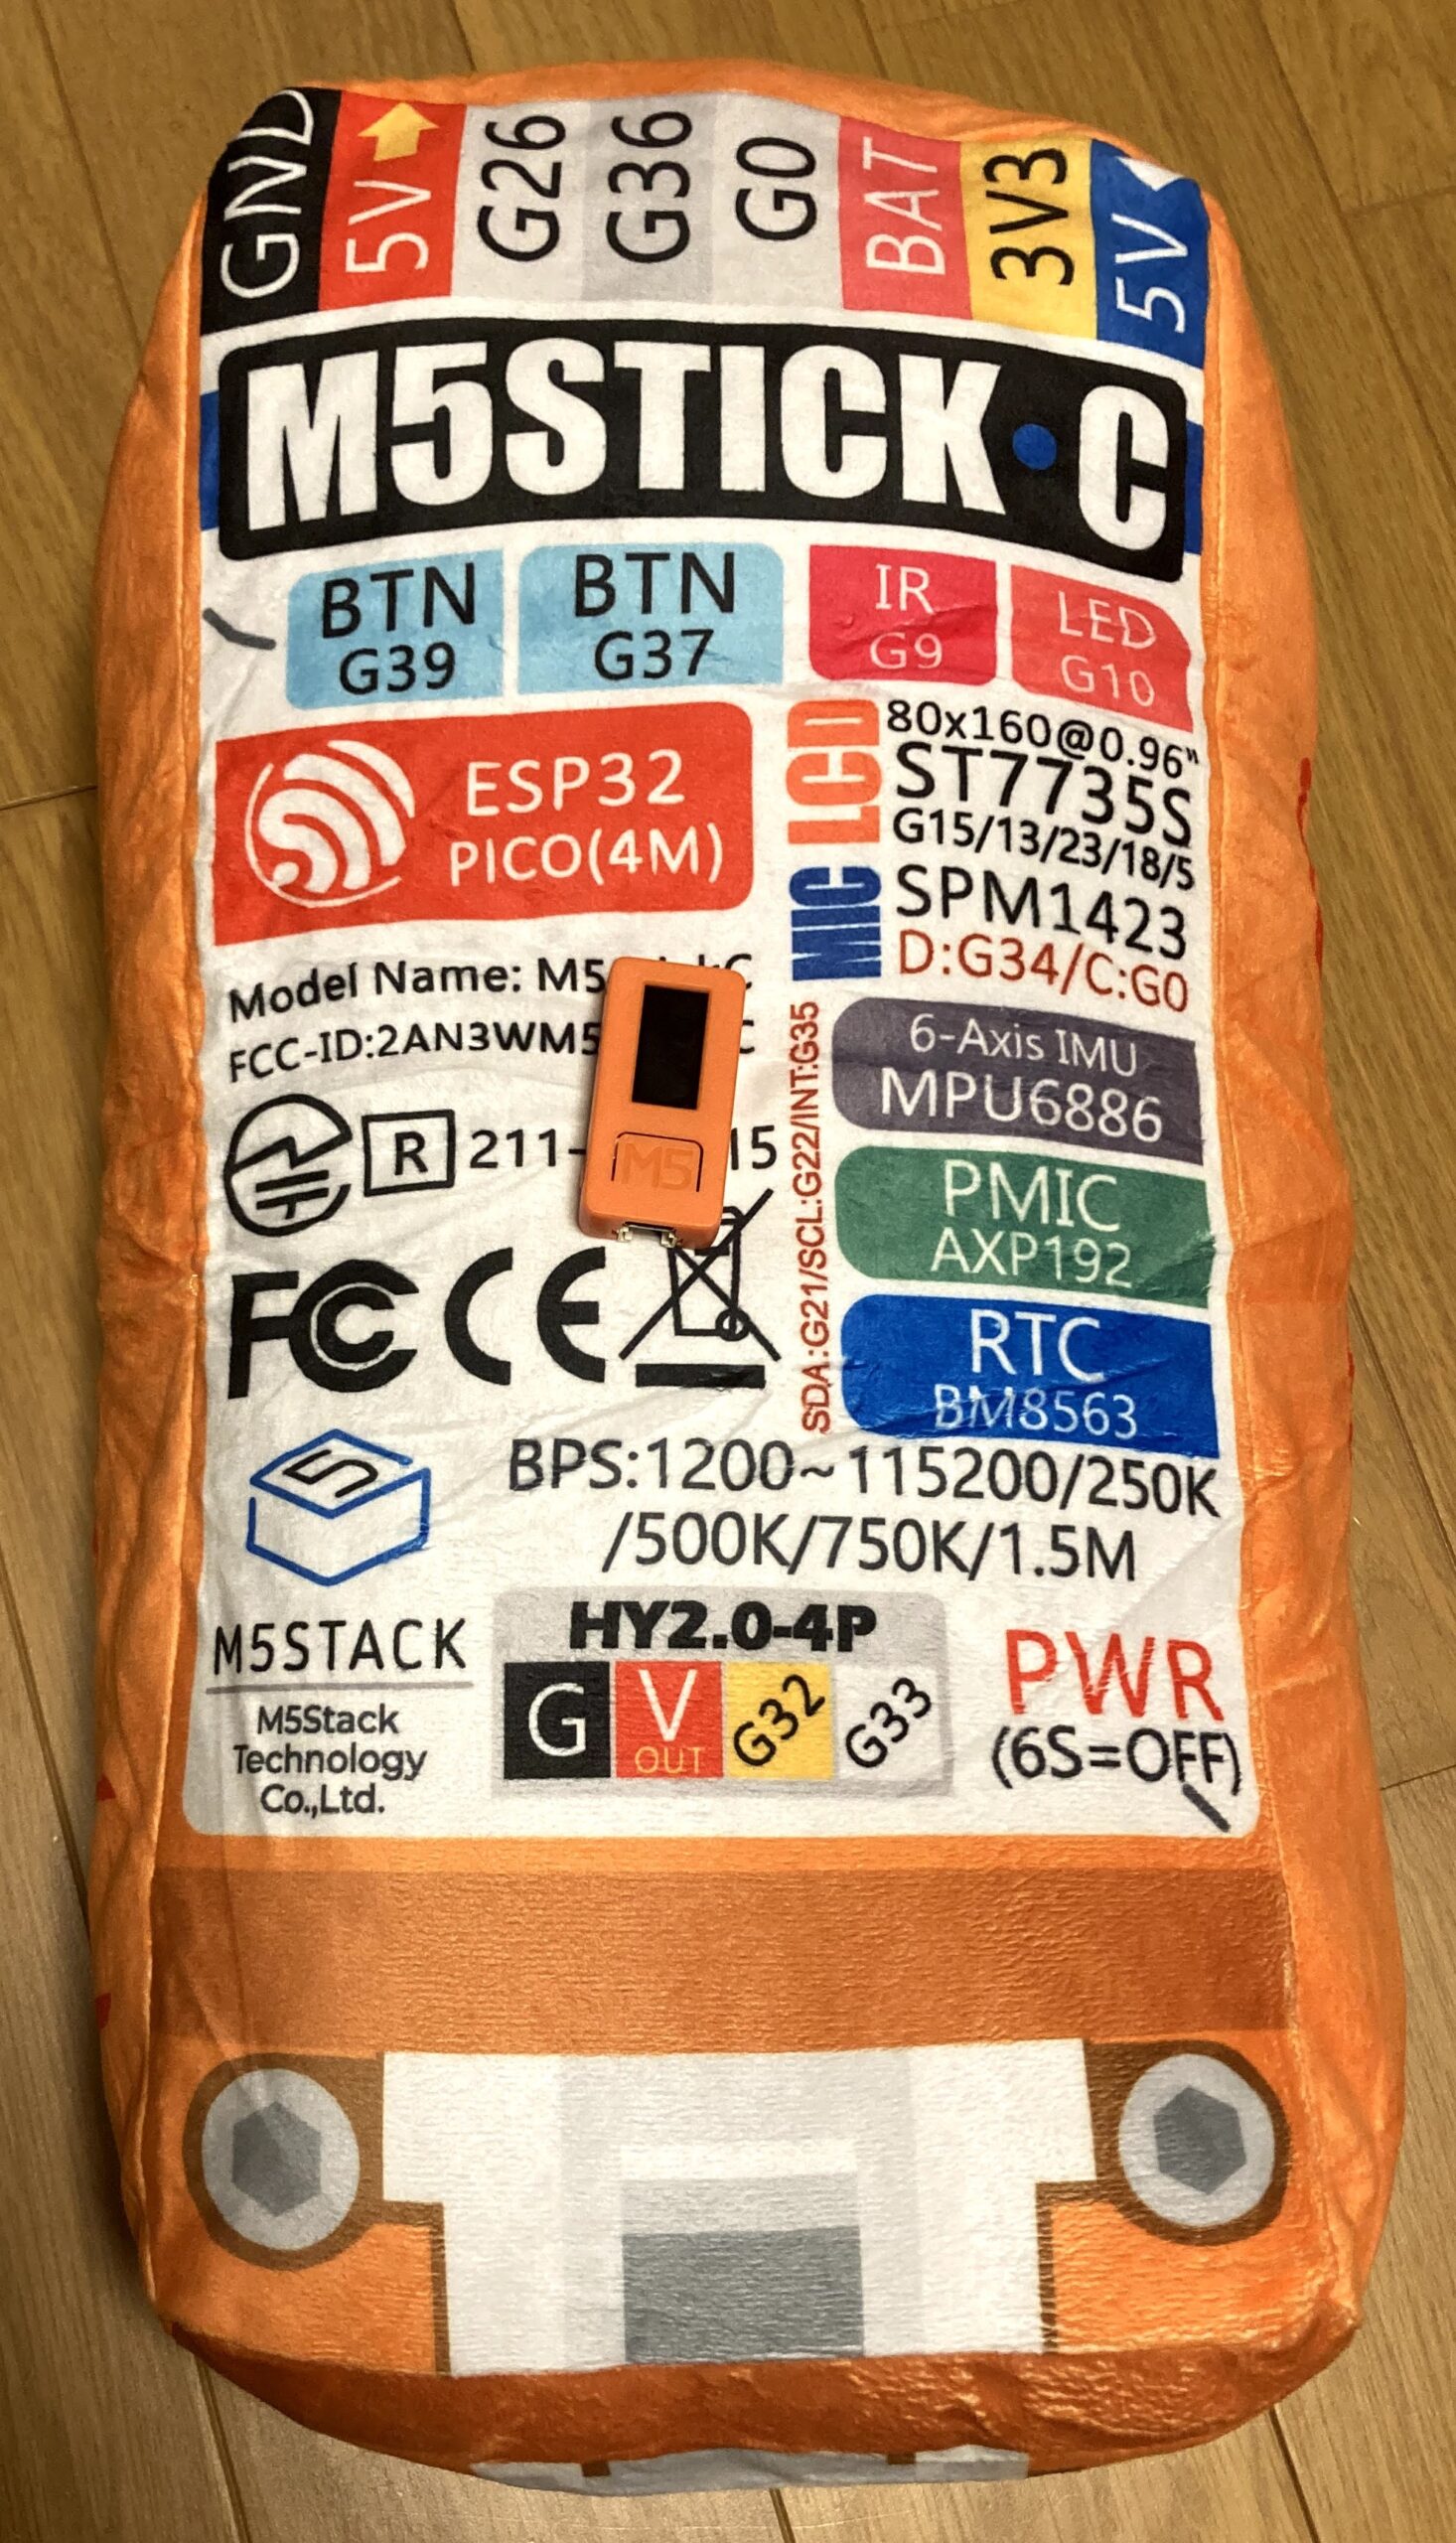 GND 5V G26 G36 G0 BAT 3V3 5V
M5STICK·C
BTN
G39
BTN
G37
IR
G9
LED
G10
ESP32
PICO(4M)
LCD
80x160@0.96"
ST7735S
G15/13/23/18/5
MIC
SPM1423
D:G34/C:G0
Model Name:
FCC-ID:
R 211-
M5
SDA:G21/SCL:G22/INT:G35
6-Axis IMU
MPU6886
PMIC
AXP192
RTC
BM8563
FC CE
5
BPS:1200~115200/250K
/500K/750K/1.5M
M5STACK
M5Stack
Technology
Co.,Ltd.
HY2.0-4P
G V OUT G32 G33
PWR
(6S=OFF)